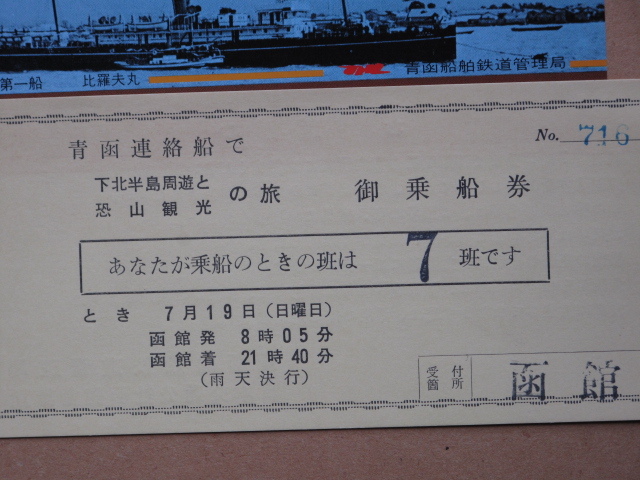 第一船 比羅夫丸 青函船舶鉄道管理局
No. 716
青函連絡船で
下北半島周遊と
恐山観光
の旅 御乗船券
あなたが乗船のときの班は 7 班です
とき 7月19日(日曜日)
函館発 8時05分
函館着 21時40分
(雨天決行)
受付
箇所
函館